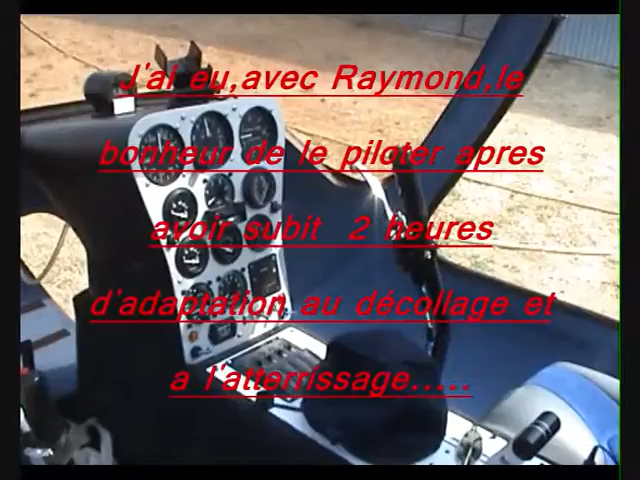 J'ai eu,avec Raymond,le
bonheur de le piloter apres
avoir subit 2 heures
d'adaptation au décollage et
a l'atterrissage.....